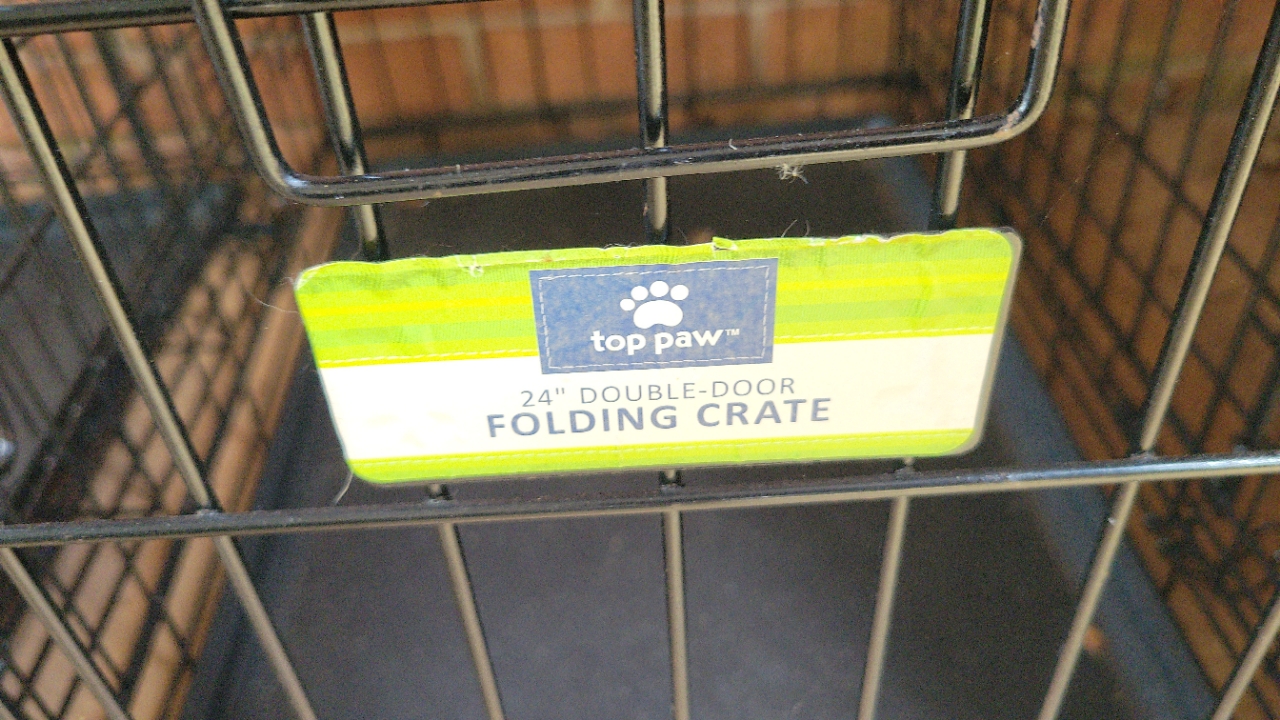 top paw™
24" DOUBLE-DOOR
FOLDING CRATE